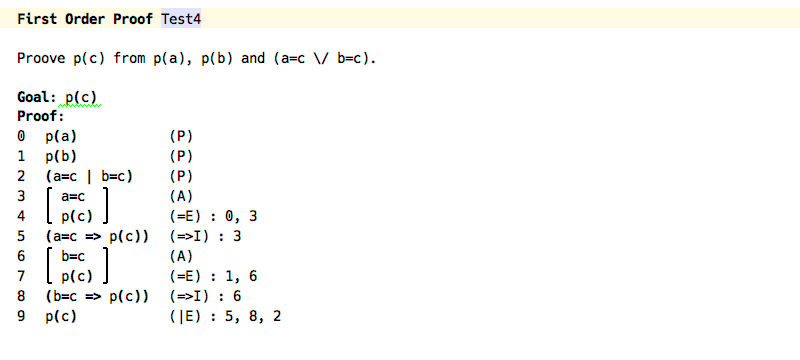 First Order Proof Test4
Proove p(c) from p(a), p(b) and (a=c \/ b=c).
Goal: p(c)
Proof:
0 p(a) (P)
1 p(b) (P)
2 (a=c | b=c) (P)
3 [ a=c ] (A)
4 [ p(c) ] (=E) : 0, 3
5 (a=c => p(c)) (=>I) : 3
6 [ b=c ] (A)
7 [ p(c) ] (=E) : 1, 6
8 (b=c => p(c)) (=>I) : 6
9 p(c) (|E) : 5, 8, 2